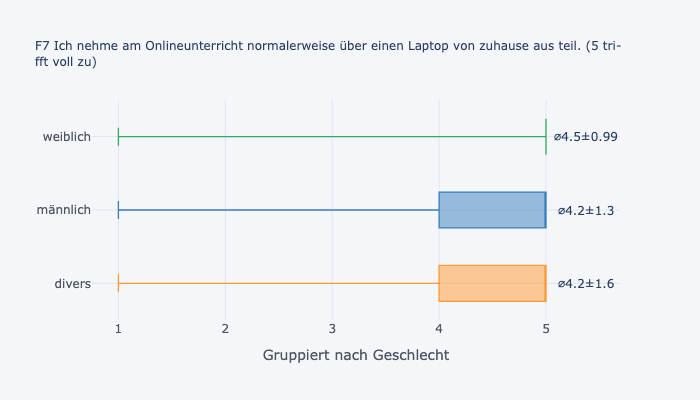 F7 Ich nehme am Onlineunterricht normalerweise über einen Laptop von zuhause aus teil. (5 tri-
fft voll zu)
weiblich ⌀4.5±0.99
männlich ⌀4.2±1.3
divers ⌀4.2±1.6
1 2 3 4 5
Gruppiert nach Geschlecht